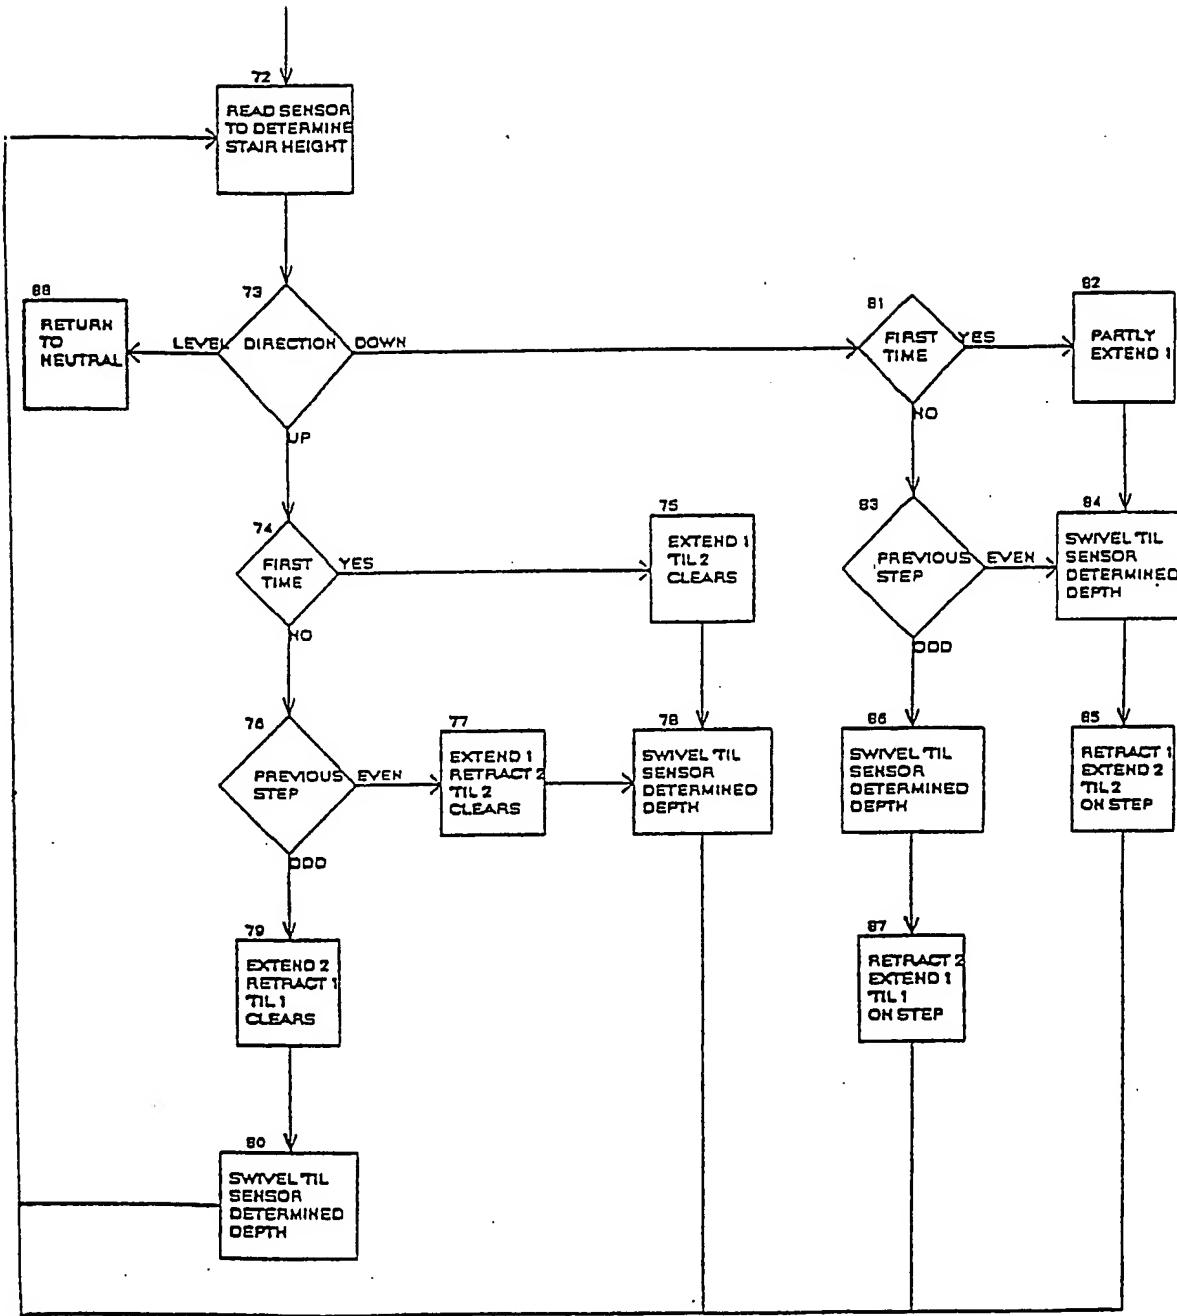 72
READ SENSOR
TO DETERMINE
STAIR HEIGHT
88
RETURN
TO
NEUTRAL
73
LEVEL
DIRECTION
DOWN
UP
81
FIRST
TIME
YES
NO
82
PARTLY
EXTEND 1
74
FIRST
TIME
YES
NO
75
EXTEND 1
'TIL 2
CLEARS
83
PREVIOUS
STEP
EVEN
ODD
84
SWIVEL 'TIL
SENSOR
DETERMINED
DEPTH
76
PREVIOUS
STEP
EVEN
ODD
77
EXTEND 1
RETRACT 2
'TIL 2
CLEARS
78
SWIVEL 'TIL
SENSOR
DETERMINED
DEPTH
86
SWIVEL 'TIL
SENSOR
DETERMINED
DEPTH
85
RETRACT 1
EXTEND 2
'TIL 2
ON STEP
79
EXTEND 2
RETRACT 1
'TIL 1
CLEARS
87
RETRACT 2
EXTEND 1
'TIL 1
ON STEP
80
SWIVEL 'TIL
SENSOR
DETERMINED
DEPTH